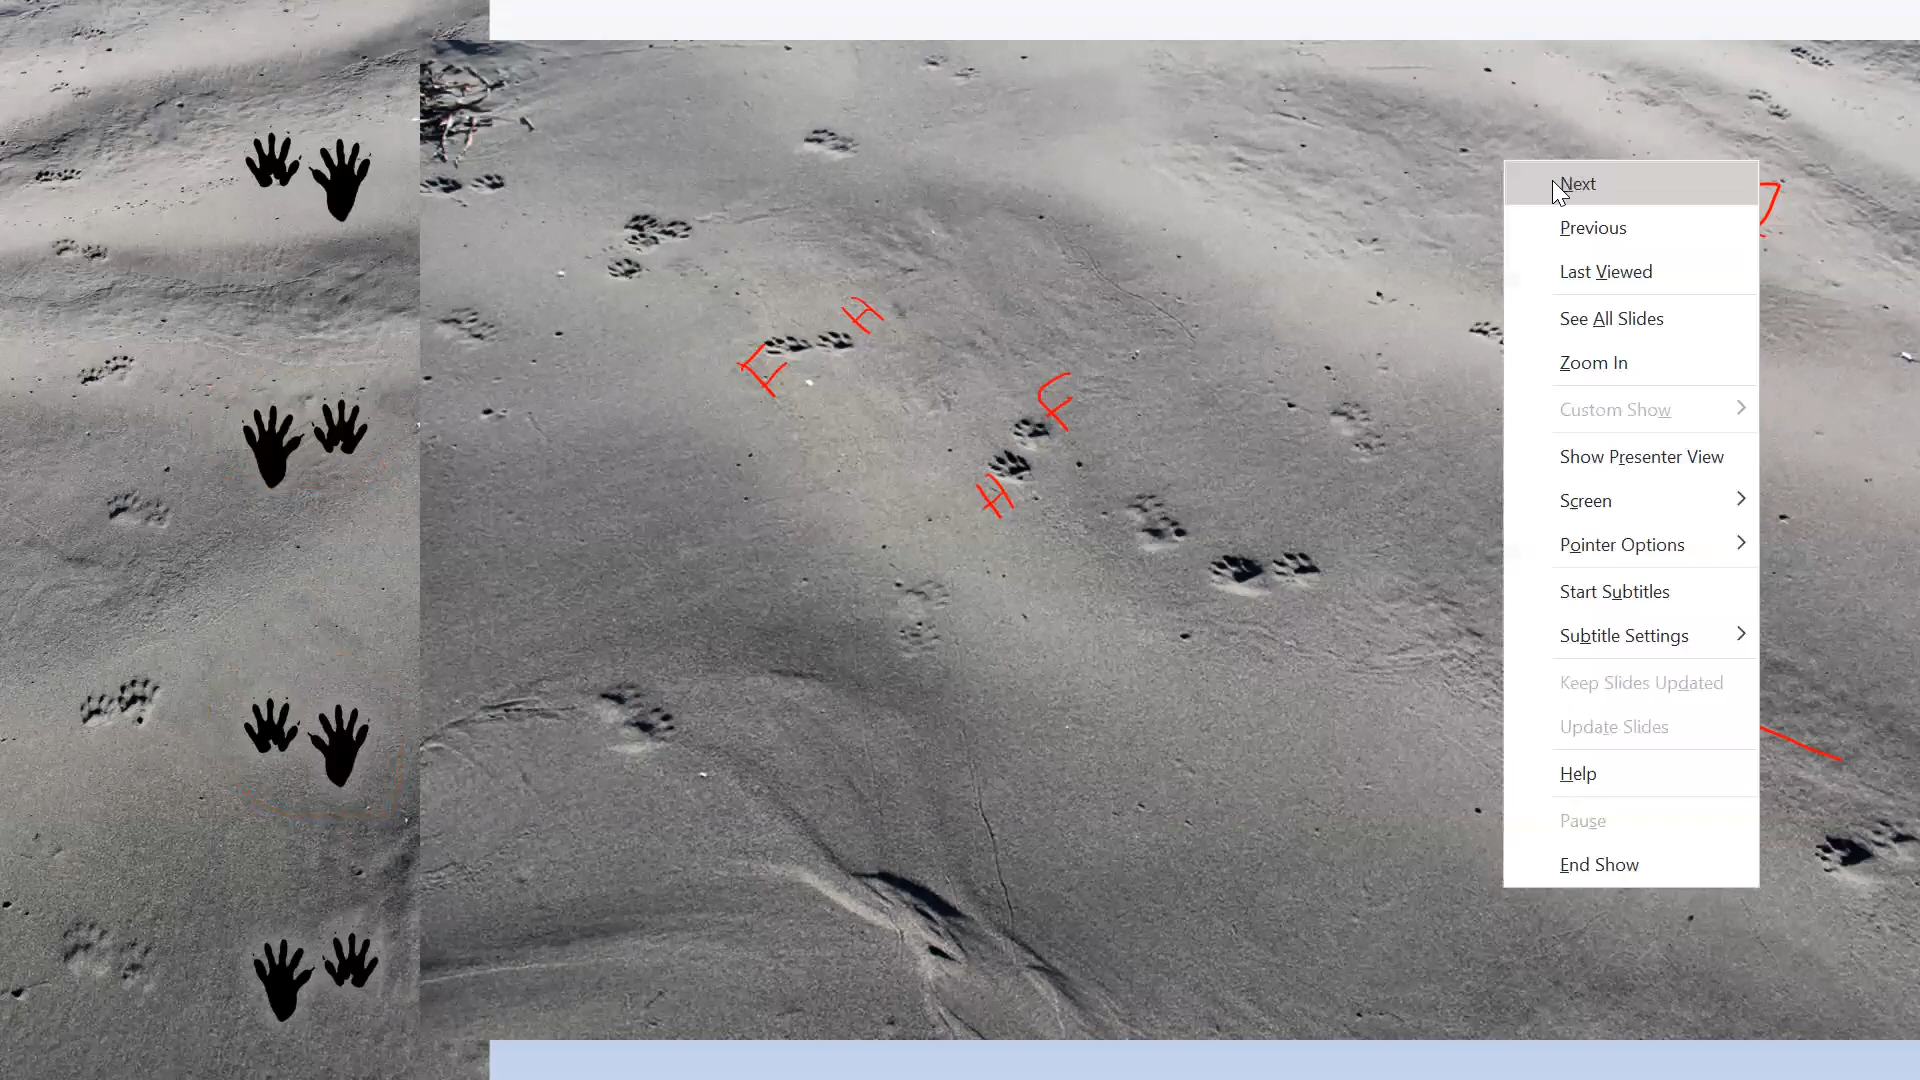 H
F
F
H
Next
Previous
Last Viewed
See All Slides
Zoom In
Custom Show
Show Presenter View
Screen
Pointer Options
Start Subtitles
Subtitle Settings
Keep Slides Updated
Update Slides
Help
Pause
End Show